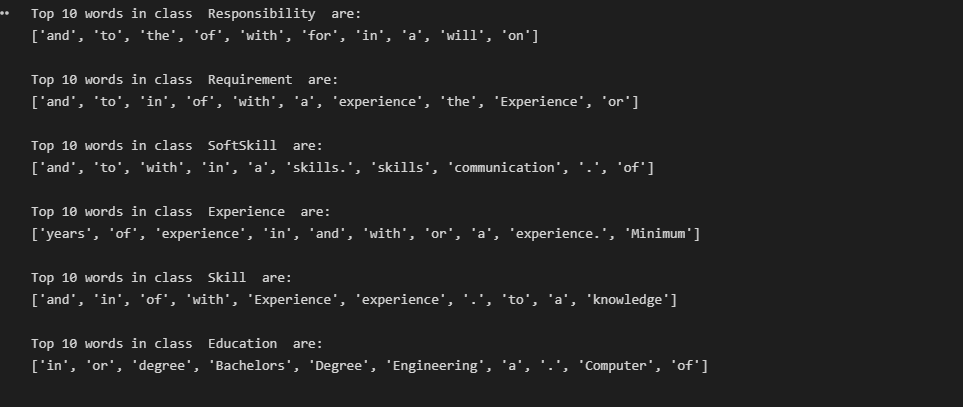 Top 10 words in class  Responsibility  are:
['and', 'to', 'the', 'of', 'with', 'for', 'in', 'a', 'will', 'on']
Top 10 words in class  Requirement  are:
['and', 'to', 'in', 'of', 'with', 'a', 'experience', 'the', 'Experience', 'or']
Top 10 words in class  SoftSkill  are:
['and', 'to', 'with', 'in', 'a', 'skills.', 'skills', 'communication', '.', 'of']
Top 10 words in class  Experience  are:
['years', 'of', 'experience', 'in', 'and', 'with', 'or', 'a', 'experience.', 'Minimum']
Top 10 words in class  Skill  are:
['and', 'in', 'of', 'with', 'Experience', 'experience', '.', 'to', 'a', 'knowledge']
Top 10 words in class  Education  are:
['in', 'or', 'degree', 'Bachelors', 'Degree', 'Engineering', 'a', '.', 'Computer', 'of']